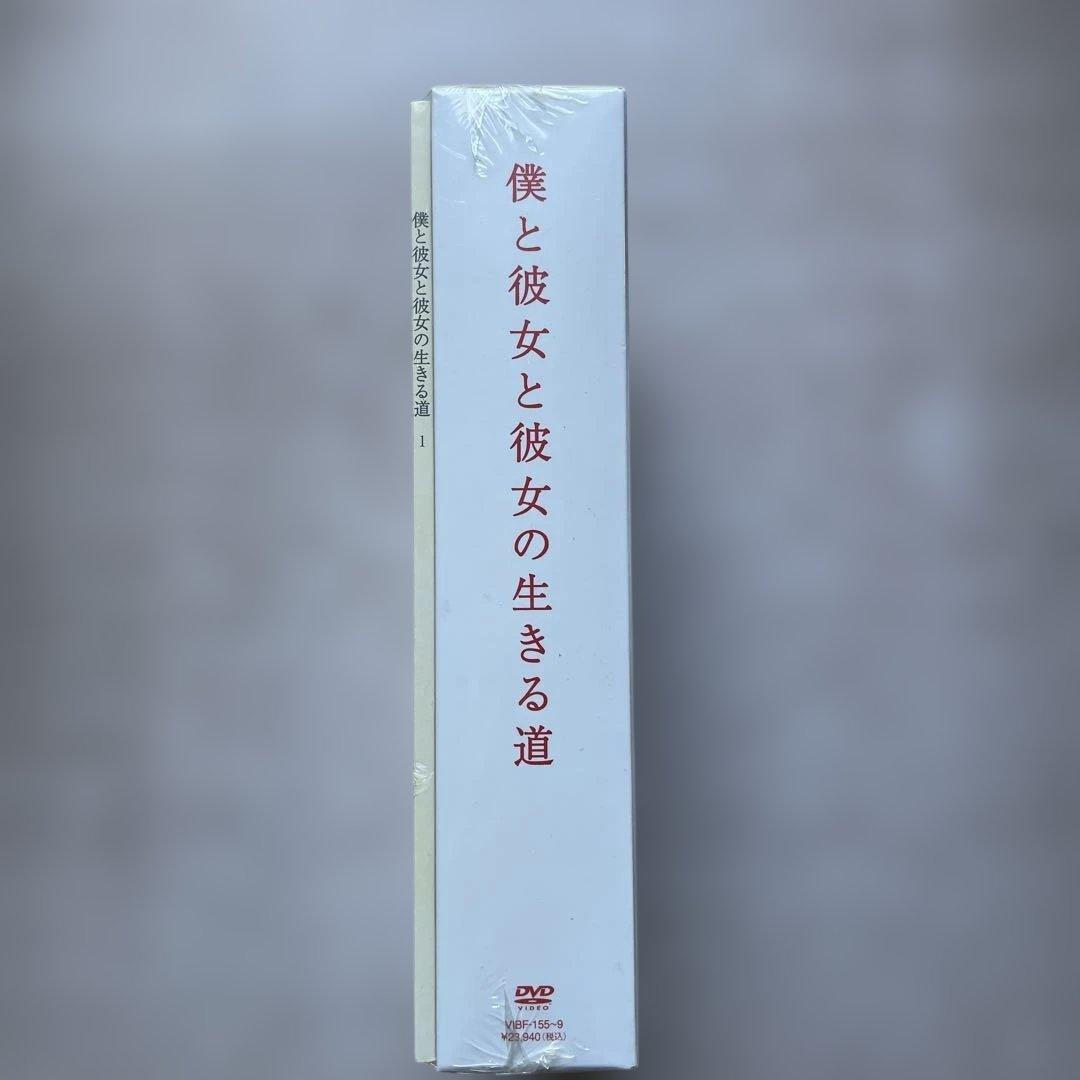 僕と彼女と彼女の生きる道
DVD
VIDEO
VIBF-155~9
¥23,940(税込)
僕と彼女と彼女の生きる道 1